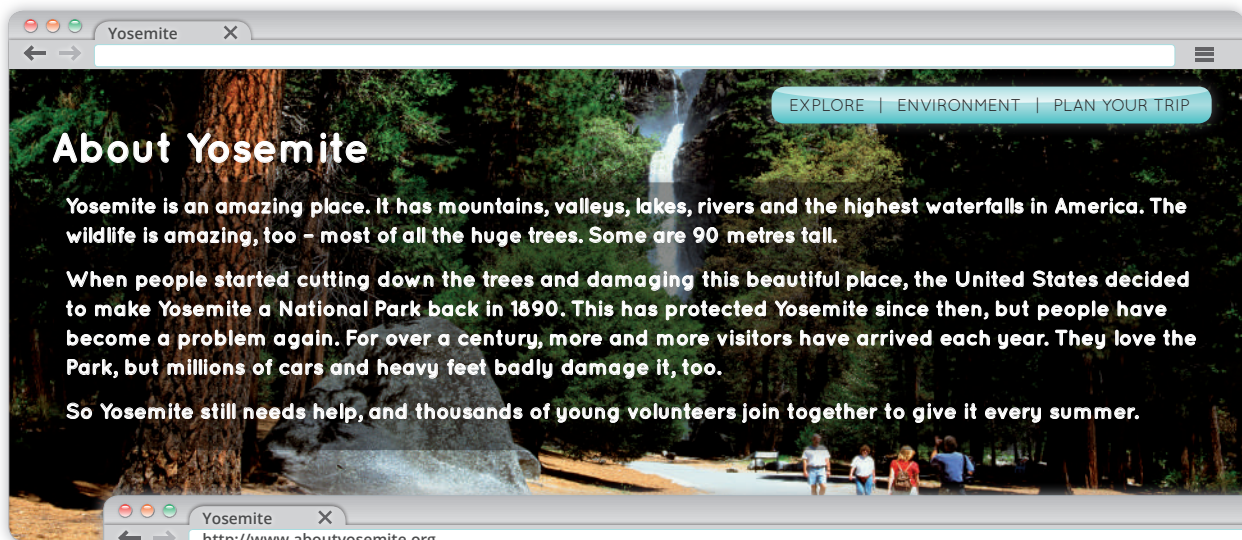 Yosemite
EXPLORE | ENVIRONMENT | PLAN YOUR TRIP
About Yosemite
Yosemite is an amazing place. It has mountains, valleys, lakes, rivers and the highest waterfalls in America. The
wildlife is amazing, too – most of all the huge trees. Some are 90 metres tall.
When people started cutting down the trees and damaging this beautiful place, the United States decided
to make Yosemite a National Park back in 1890. This has protected Yosemite since then, but people have
become a problem again. For over a century, more and more visitors have arrived each year. They love the
Park, but millions of cars and heavy feet badly damage it, too.
So Yosemite still needs help, and thousands of young volunteers join together to give it every summer.
Yosemite
http://www.aboutyosemite.org